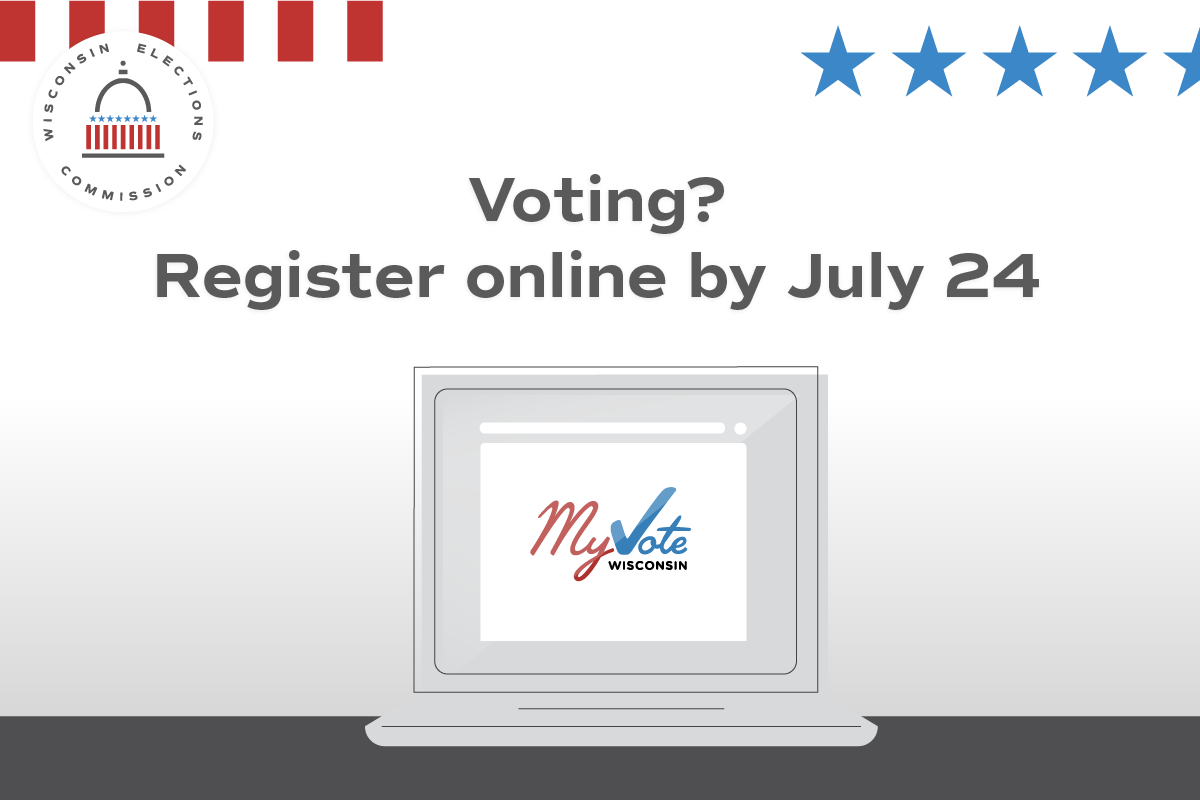 WISCONSIN ELECTIONS
COMMISSION
Voting?
Register online by July 24
MyVote
WISCONSIN